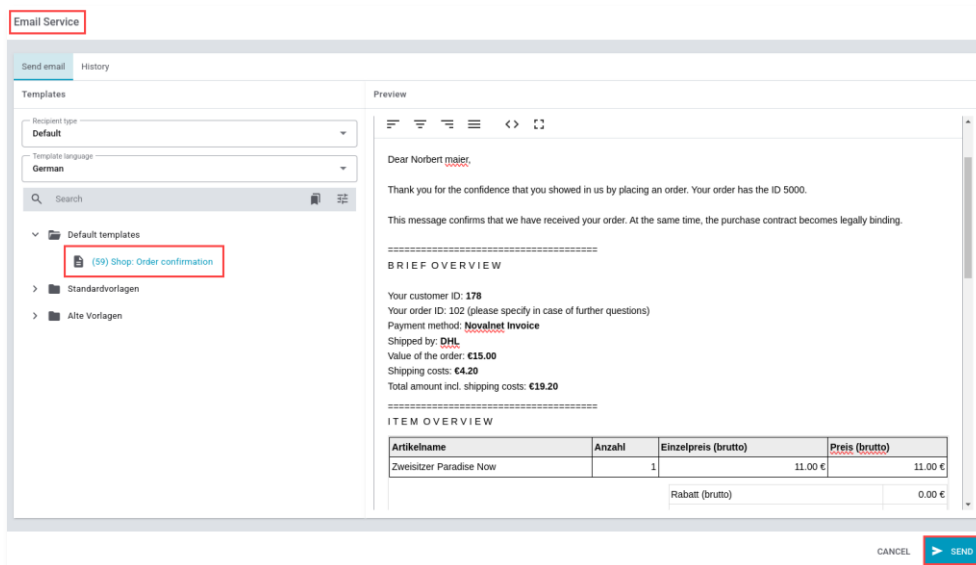 Email Service
Send email History
Templates
Recipient type
Default
Template language
German
Search
Default templates
(59) Shop: Order confirmation
Standardvorlagen
Alte Vorlagen
Preview
Dear Norbert maier,
Thank you for the confidence that you showed in us by placing an order. Your order has the ID 5000.
This message confirms that we have received your order. At the same time, the purchase contract becomes legally binding.
======================================
B R I E F O V E R V I E W
Your customer ID: 178
Your order ID: 102 (please specify in case of further questions)
Payment method: Novalnet Invoice
Shipped by: DHL
Value of the order: €15.00
Shipping costs: €4.20
Total amount incl. shipping costs: €19.20
======================================
I T E M O V E R V I E W
Artikelname Anzahl Einzelpreis (brutto) Preis (brutto)
Zweisitzer Paradise Now 1 11.00 € 11.00 €
Rabatt (brutto) 0.00 €
CANCEL SEND